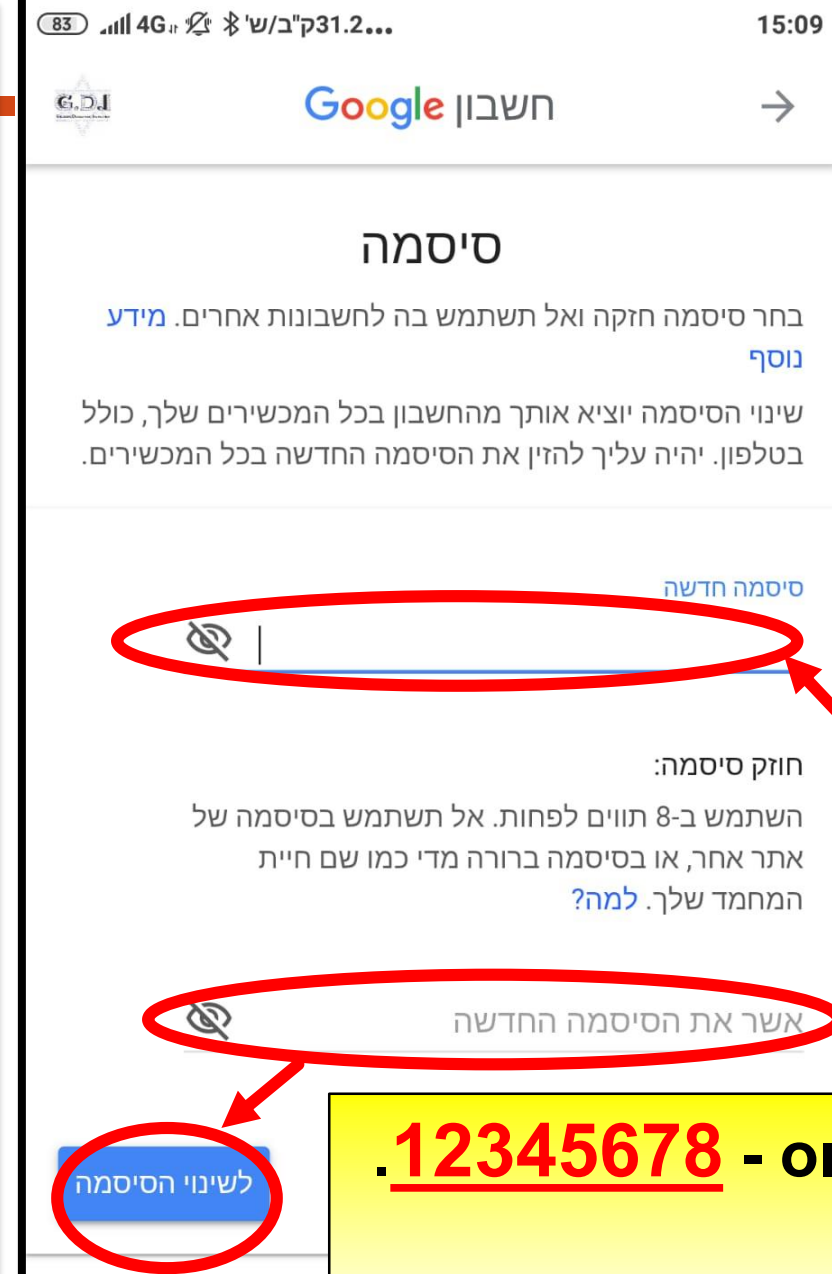 83 4G 31.2ק"ב/ש'... 15:09
G.D.I חשבון Google
סיסמה
בחר סיסמה חזקה ואל תשתמש בה לחשבונות אחרים. מידע
נוסף
שינוי הסיסמה יוציא אותך מהחשבון בכל המכשירים שלך, כולל
בטלפון. יהיה עליך להזין את הסיסמה החדשה בכל המכשירים.
סיסמה חדשה
חוזק סיסמה:
השתמש ב-8 תווים לפחות. אל תשתמש בסיסמה של
אתר אחר, או בסיסמה ברורה מדי כמו שם חיית
המחמד שלך. למה?
אשר את הסיסמה החדשה
- 12345678.
לשינוי הסיסמה